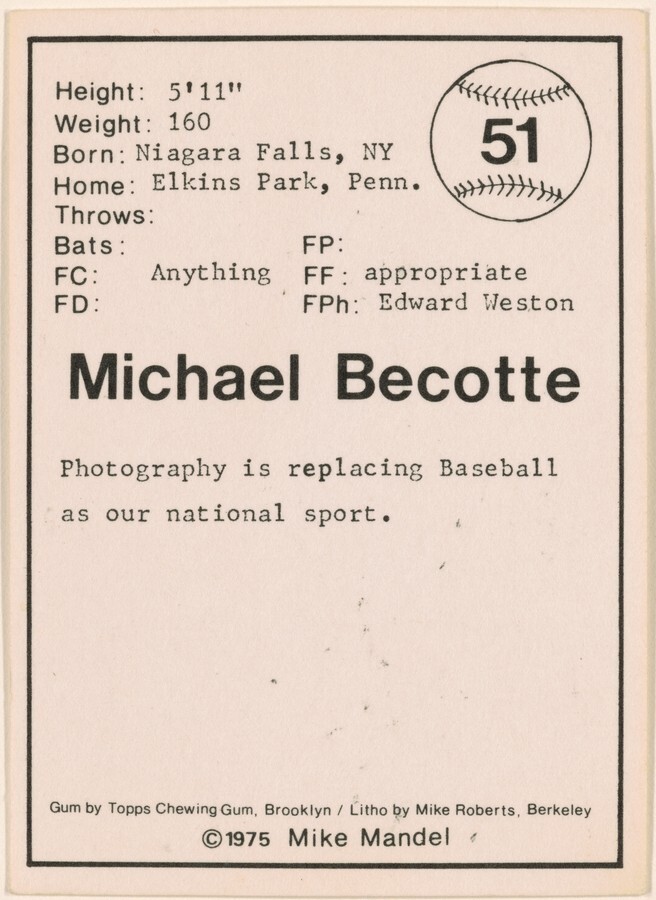 Height: 5'11"
Weight: 160
51
Born: Niagara Falls, NY
Home: Elkins Park, Penn.
Throws:
Bats: FP:
FC: Anything FF: appropriate
FD: FPh: Edward Weston
Michael Becotte
Photography is replacing Baseball
as our national sport.
Gum by Topps Chewing Gum, Brooklyn / Litho by Mike Roberts, Berkeley
©1975 Mike Mandel